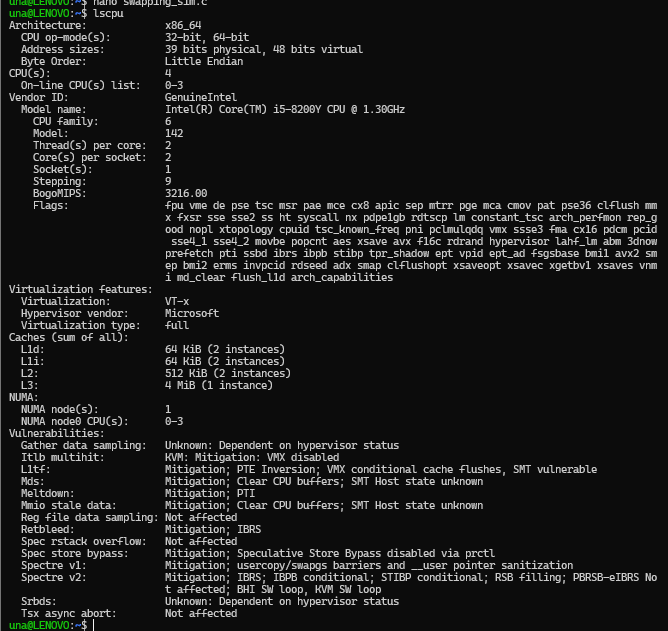 una@LENOVO:~$ nano swapping_sim.c
una@LENOVO:~$ lscpu
Architecture: x86_64
CPU op-mode(s): 32-bit, 64-bit
Address sizes: 39 bits physical, 48 bits virtual
Byte Order: Little Endian
CPU(s): 4
On-line CPU(s) list: 0-3
Vendor ID: GenuineIntel
Model name: Intel(R) Core(TM) i5-8200Y CPU @ 1.30GHz
CPU family: 6
Model: 142
Thread(s) per core: 2
Core(s) per socket: 2
Socket(s): 1
Stepping: 9
BogoMIPS: 3216.00
Flags: fpu vme de pse tsc msr pae mce cx8 apic sep mtrr pge mca cmov pat pse36 clflush mm
x fxsr sse sse2 ss ht syscall nx pdpe1gb rdtscp lm constant_tsc arch_perfmon rep_g
ood nopl xtopology cpuid tsc_known_freq pni pclmulqdq vmx ssse3 fma cx16 pdcm pcid
sse4_1 sse4_2 movbe popcnt aes xsave avx f16c rdrand hypervisor lahf_lm abm 3dnow
prefetch pti ssbd ibrs ibpb stibp tpr_shadow ept vpid ept_ad fsgsbase bmi1 avx2 sm
ep bmi2 erms invpcid rdseed adx smap clflushopt xsaveopt xsavec xgetbv1 xsaves vnm
i md_clear flush_l1d arch_capabilities
Virtualization features:
Virtualization: VT-x
Hypervisor vendor: Microsoft
Virtualization type: full
Caches (sum of all):
L1d: 64 KiB (2 instances)
L1i: 64 KiB (2 instances)
L2: 512 KiB (2 instances)
L3: 4 MiB (1 instance)
NUMA:
NUMA node(s): 1
NUMA node0 CPU(s): 0-3
Vulnerabilities:
Gather data sampling: Unknown: Dependent on hypervisor status
Itlb multihit: KVM: Mitigation: VMX disabled
L1tf: Mitigation; PTE Inversion; VMX conditional cache flushes, SMT vulnerable
Mds: Mitigation; Clear CPU buffers; SMT Host state unknown
Meltdown: Mitigation; PTI
Mmio stale data: Mitigation; Clear CPU buffers; SMT Host state unknown
Reg file data sampling: Not affected
Retbleed: Mitigation; IBRS
Spec rstack overflow: Not affected
Spec store bypass: Mitigation; Speculative Store Bypass disabled via prctl
Spectre v1: Mitigation; usercopy/swapgs barriers and __user pointer sanitization
Spectre v2: Mitigation; IBRS; IBPB conditional; STIBP conditional; RSB filling; PBRSB-eIBRS No
t affected; BHI SW loop, KVM SW loop
Srbds: Unknown: Dependent on hypervisor status
Tsx async abort: Not affected
una@LENOVO:~$